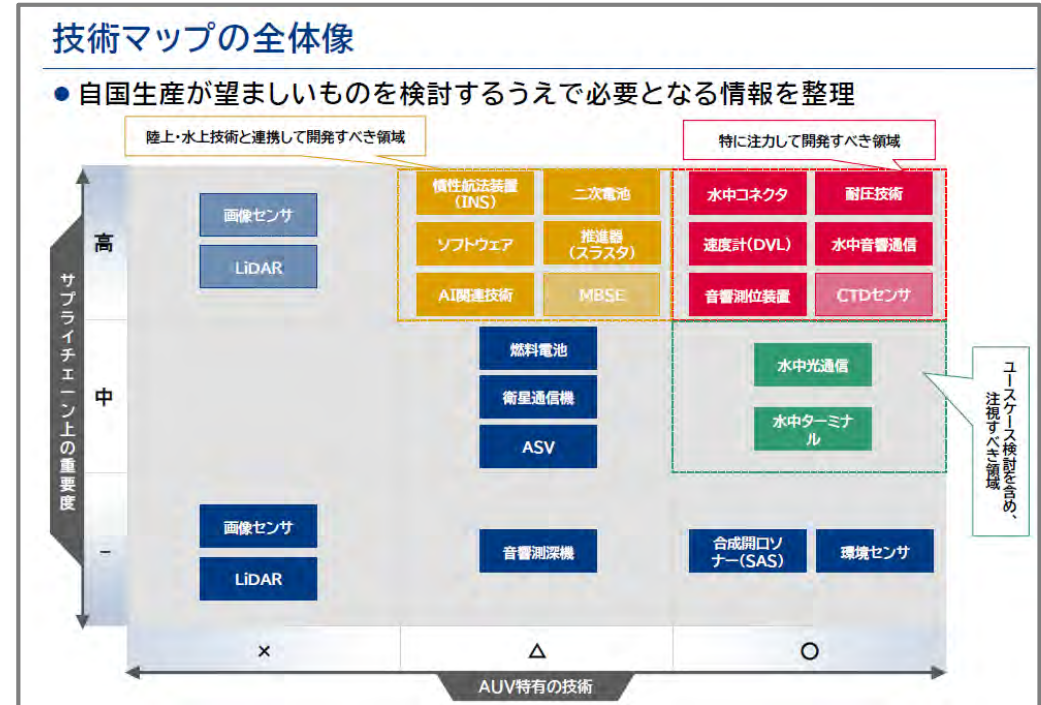 技術マップの全体像
●自国生産が望ましいものを検討するうえで必要となる情報を整理
陸上・水上技術と連携して開発すべき領域
特に注力して開発すべき領域
サプライチェーン上の重要度
高
画像センサ
LiDAR
慣性航法装置
(INS)
二次電池
ソフトウェア
推進器
(スラスタ)
AI関連技術
MBSE
水中コネクタ
耐圧技術
速度計(DVL)
水中音響通信
音響測位装置
CTDセンサ
中
燃料電池
衛星通信機
ASV
水中光通信
水中ターミナ
ル
ユースケース検討を含め、
注視すべき領域
-
画像センサ
LiDAR
音響測深機
合成開口ソ
ナー(SAS)
環境センサ
×
△
○
AUV特有の技術